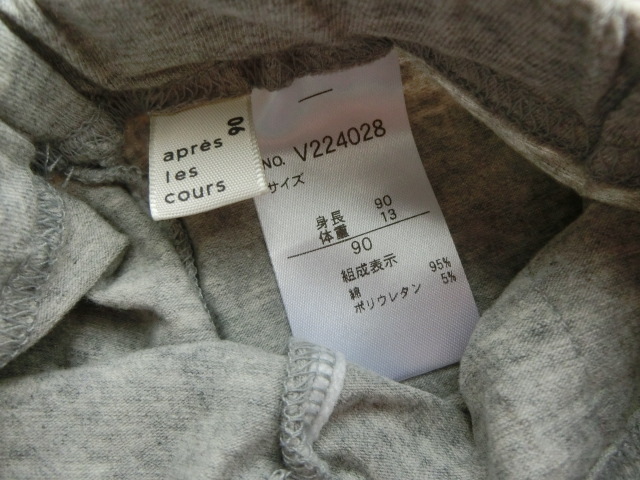 après
les
cours
90
NO. V224028
サイズ
身長 90
体重 13
90
組成表示
綿 95%
ポリウレタン 5%